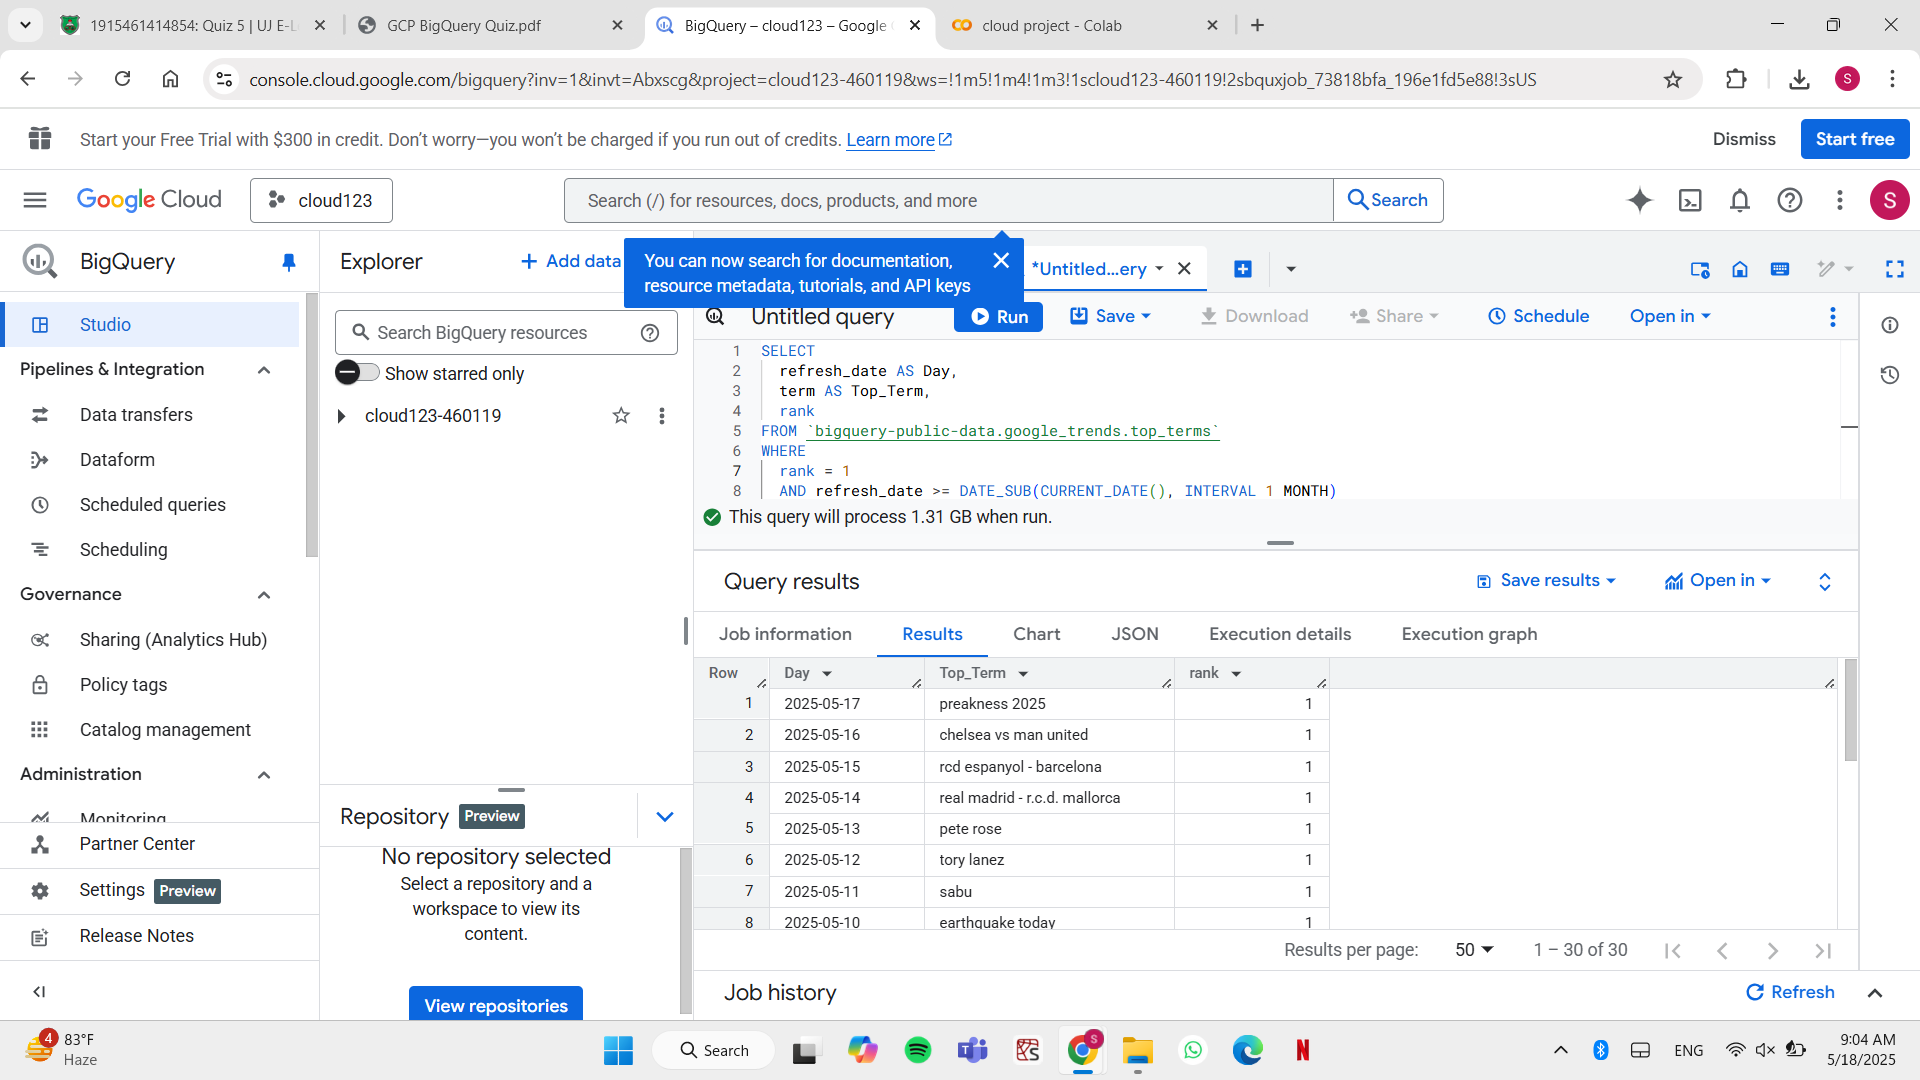 1915461414854: Quiz 5 | UJ E-L
GCP BigQuery Quiz.pdf
BigQuery – cloud123 – Google
cloud project - Colab
console.cloud.google.com/bigquery?inv=1&invt=Abxscg&project=cloud123-460119&ws=!1m5!1m4!1m3!1scloud123-460119!2sbquxjob_73818bfa_196e1fd5e88!3sUS
S
Start your Free Trial with $300 in credit. Don’t worry—you won’t be charged if you run out of credits. Learn more
Dismiss
Start free
Google Cloud
cloud123
Search (/) for resources, docs, products, and more
Search
S
BigQuery
Studio
Pipelines & Integration
Data transfers
Dataform
Scheduled queries
Scheduling
Governance
Sharing (Analytics Hub)
Policy tags
Catalog management
Administration
Monitoring
Partner Center
Settings Preview
Release Notes
Explorer
+ Add data
You can now search for documentation,
resource metadata, tutorials, and API keys
Search BigQuery resources
Show starred only
cloud123-460119
Repository Preview
No repository selected
Select a repository and a
workspace to view its
content.
View repositories
*Untitled...ery
Untitled query
Run
Save
Download
Share
Schedule
Open in
1 SELECT
2 refresh_date AS Day,
3 term AS Top_Term,
4 rank
5 FROM `bigquery-public-data.google_trends.top_terms`
6 WHERE
7 rank = 1
8 AND refresh_date >= DATE_SUB(CURRENT_DATE(), INTERVAL 1 MONTH)
This query will process 1.31 GB when run.
Query results
Save results
Open in
Job information
Results
Chart
JSON
Execution details
Execution graph
Row Day Top_Term rank
1 2025-05-17 preakness 2025 1
2 2025-05-16 chelsea vs man united 1
3 2025-05-15 rcd espanyol - barcelona 1
4 2025-05-14 real madrid - r.c.d. mallorca 1
5 2025-05-13 pete rose 1
6 2025-05-12 tory lanez 1
7 2025-05-11 sabu 1
8 2025-05-10 earthquake today 1
Results per page: 50 1 – 30 of 30
Job history
Refresh
4
83°F
Haze
Search
S
N
ENG
9:04 AM
5/18/2025